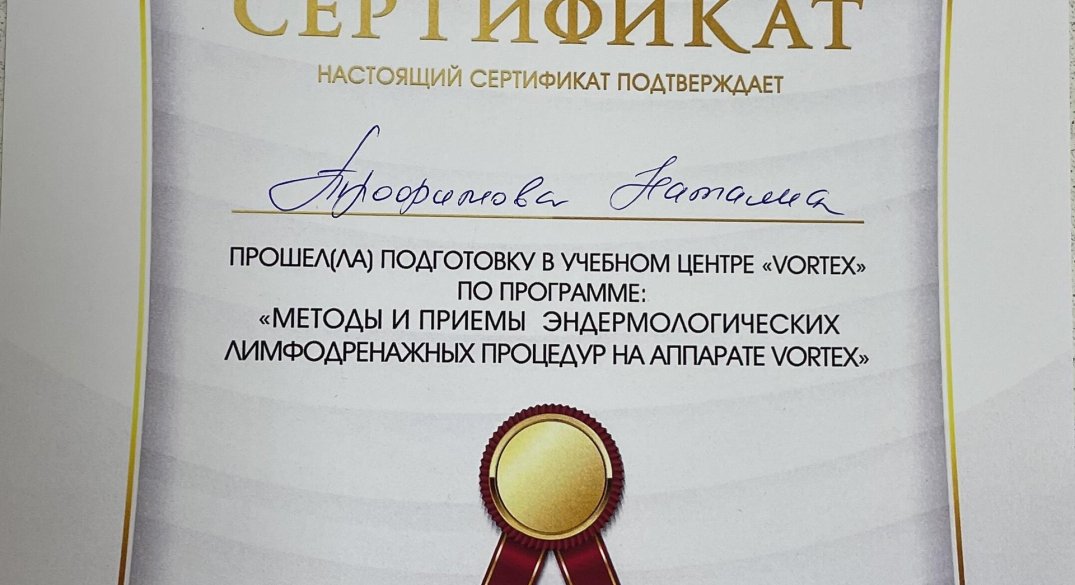 СЕРТИФИКАТ
НАСТОЯЩИЙ СЕРТИФИКАТ ПОДТВЕРЖДАЕТ
Трофимова Наталия
ПРОШЕЛ(ЛА) ПОДГОТОВКУ В УЧЕБНОМ ЦЕНТРЕ «VORTEX»
ПО ПРОГРАММЕ:
«МЕТОДЫ И ПРИЕМЫ ЭНДЕРМОЛОГИЧЕСКИХ
ЛИМФОДРЕНАЖНЫХ ПРОЦЕДУР НА АППАРАТЕ VORTEX»